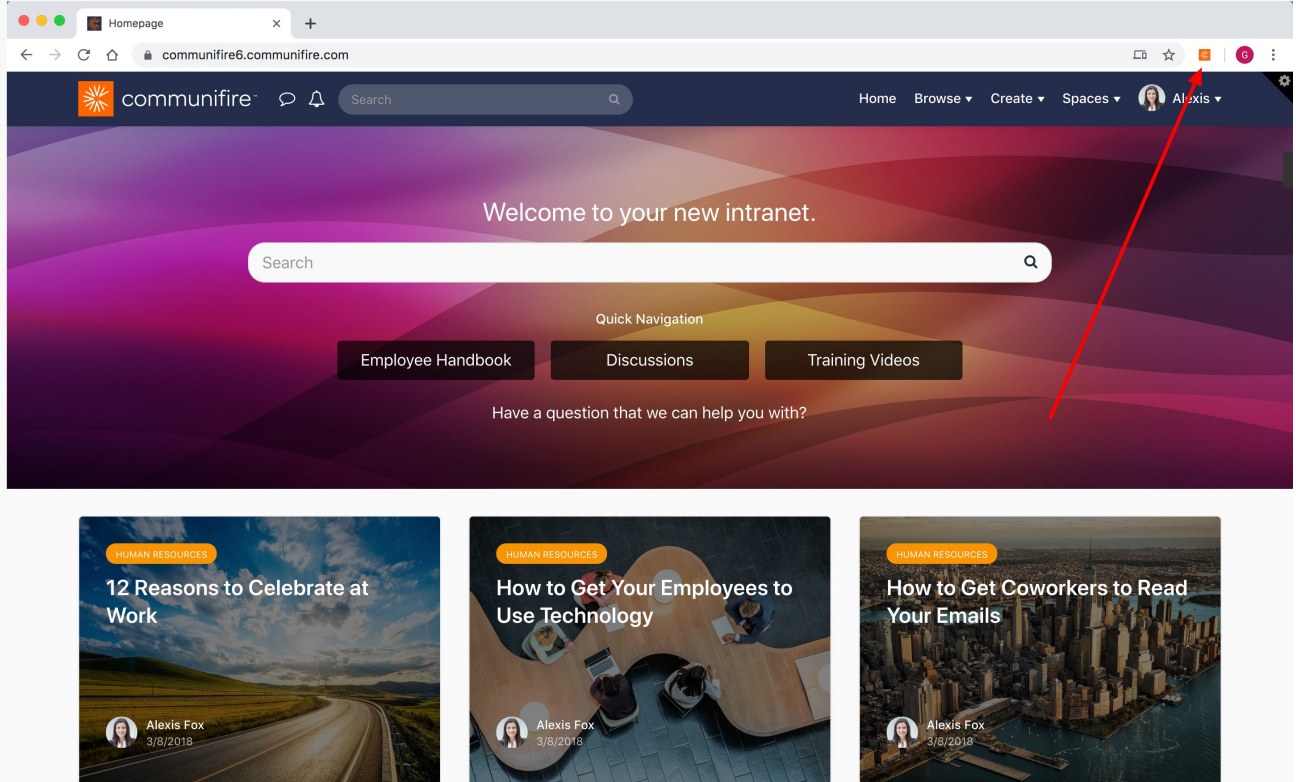 Homepage
communifire6.communifire.com
G
communifire™
Search
Home Browse Create Spaces Alexis
Welcome to your new intranet.
Search
Quick Navigation
Employee Handbook Discussions Training Videos
Have a question that we can help you with?
HUMAN RESOURCES
12 Reasons to Celebrate at
Work
Alexis Fox
3/8/2018
HUMAN RESOURCES
How to Get Your Employees to
Use Technology
Alexis Fox
3/8/2018
HUMAN RESOURCES
How to Get Coworkers to Read
Your Emails
Alexis Fox
3/8/2018